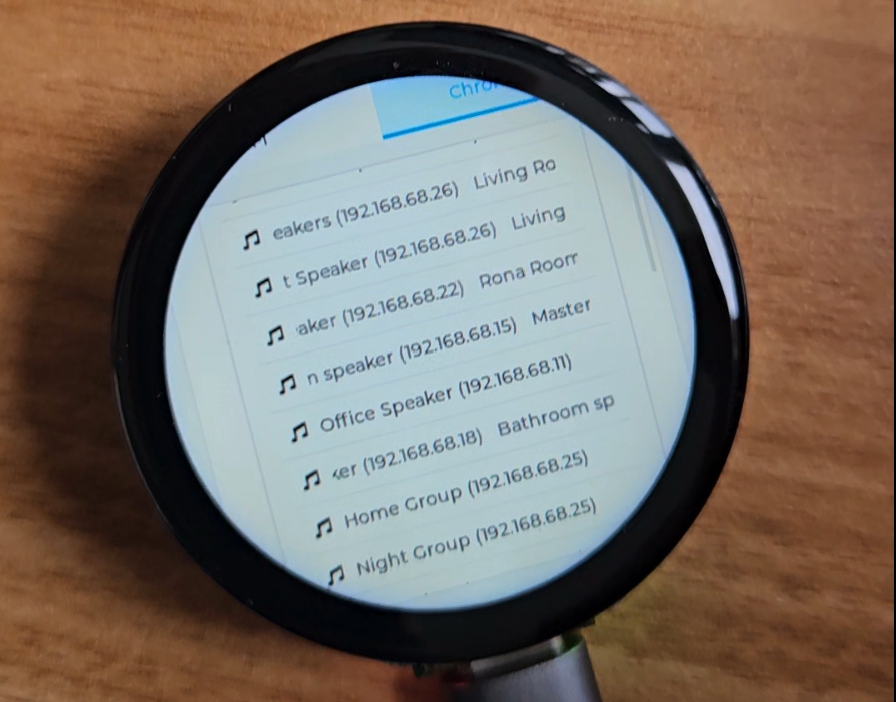 Chro
eakers (192.168.68.26) Living Ro
t Speaker (192.168.68.26) Living
aker (192.168.68.22) Rona Room
n speaker (192.168.68.15) Master
Office Speaker (192.168.68.11)
ker (192.168.68.18) Bathroom sp
Home Group (192.168.68.25)
Night Group (192.168.68.25)